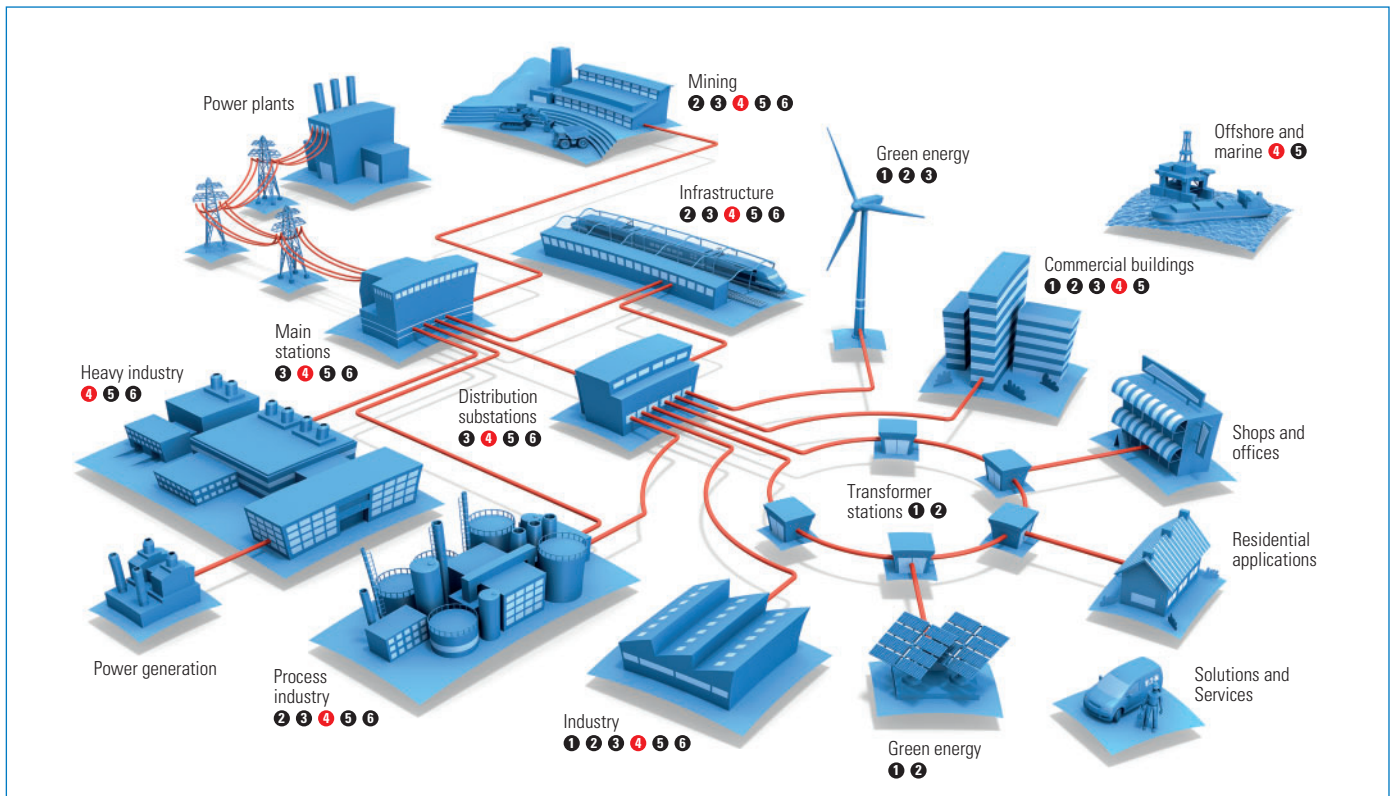 Power plants
Mining
2 3 4 5 6
Green energy
1 2 3
Offshore and
marine 4 5
Infrastructure
2 3 4 5 6
Commercial buildings
1 2 3 4 5
Main
stations
3 4 5 6
Heavy industry
4 5 6
Distribution
substations
3 4 5 6
Shops and
offices
Transformer
stations 1 2
Residential
applications
Power generation
Process
industry
2 3 4 5 6
Industry
1 2 3 4 5 6
Green energy
1 2
Solutions and
Services